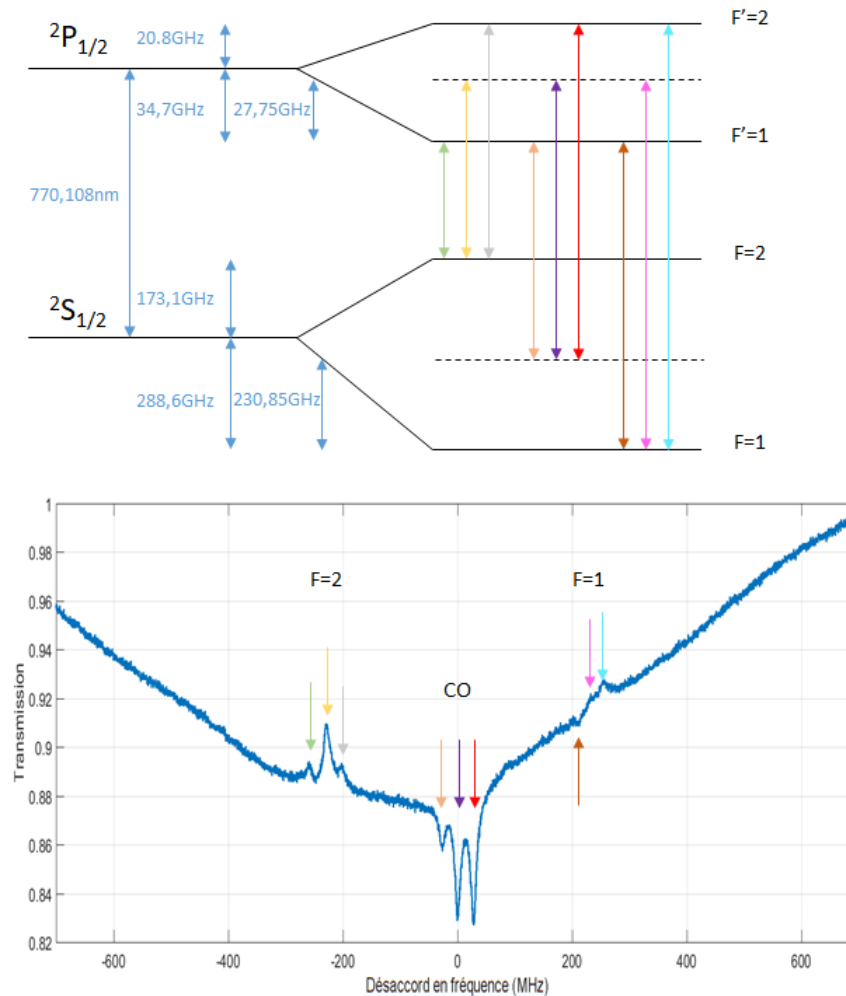 ²P₁/₂
20.8GHz
F'=2
34,7GHz
27,75GHz
F'=1
770,108nm
F=2
173,1GHz
²S₁/₂
288,6GHz
230,85GHz
F=1
1
0.98
0.96
0.94
0.92
0.9
0.88
0.86
0.84
0.82
Transmission
F=2
F=1
CO
-600
-400
-200
0
200
400
600
Désaccord en fréquence (MHz)